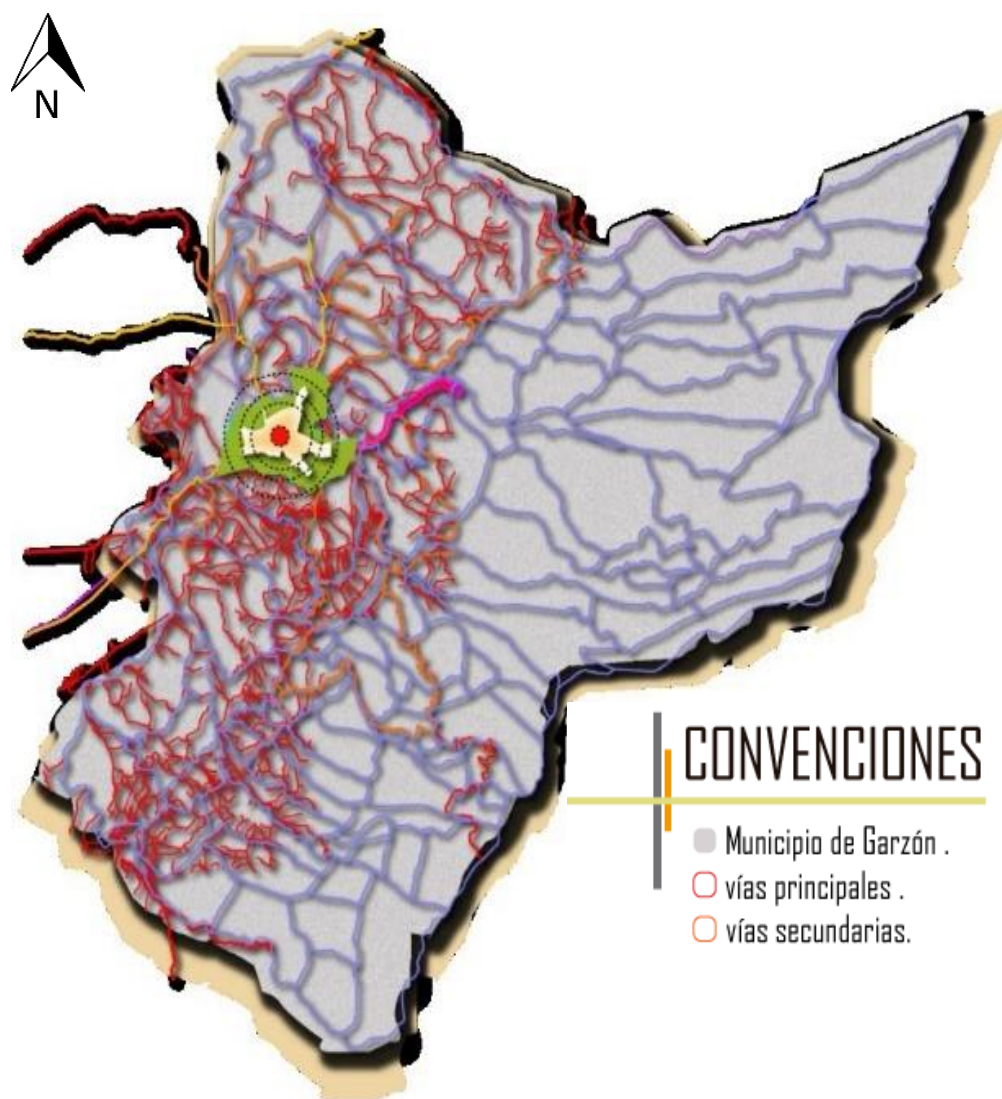 N
CONVENCIONES
Municipio de Garzón .
vías principales .
vías secundarias.